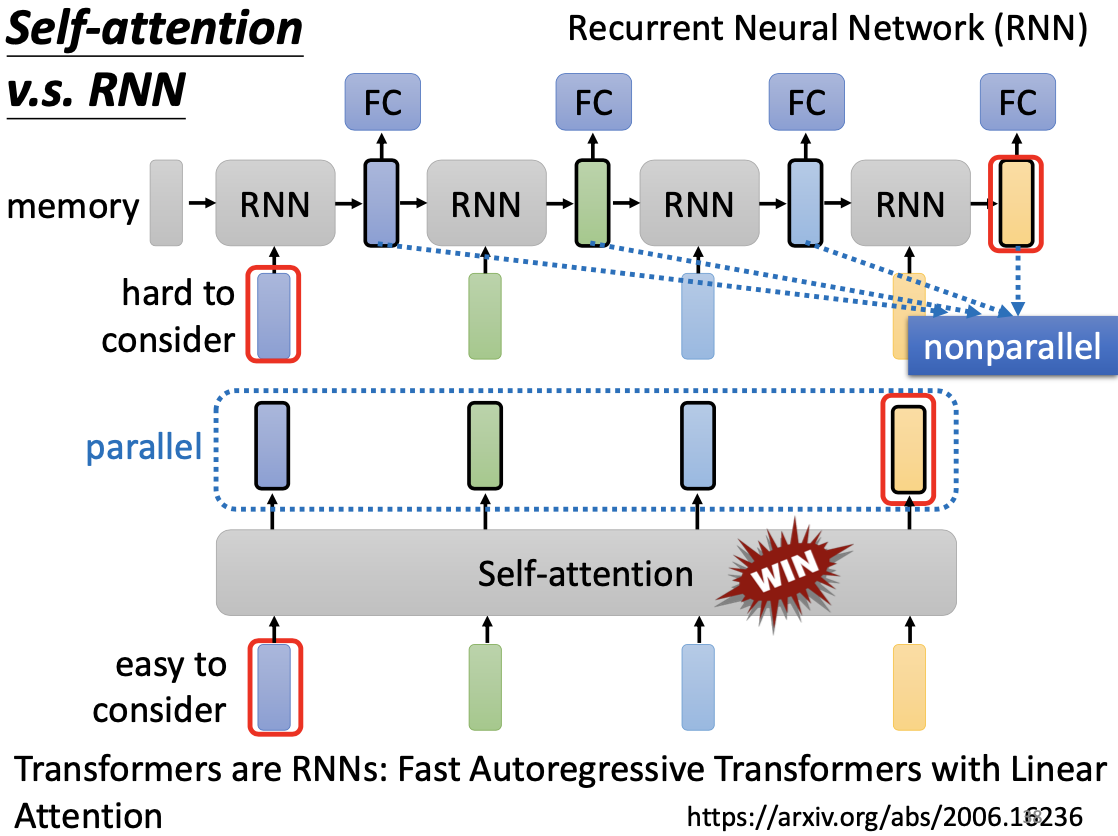 Self-attention
v.s. RNN
Recurrent Neural Network (RNN)
FC FC FC FC
memory RNN RNN RNN RNN
hard to
consider
nonparallel
parallel
Self-attention
WIN
easy to
consider
Transformers are RNNs: Fast Autoregressive Transformers with Linear
Attention
https://arxiv.org/abs/2006.16236
38